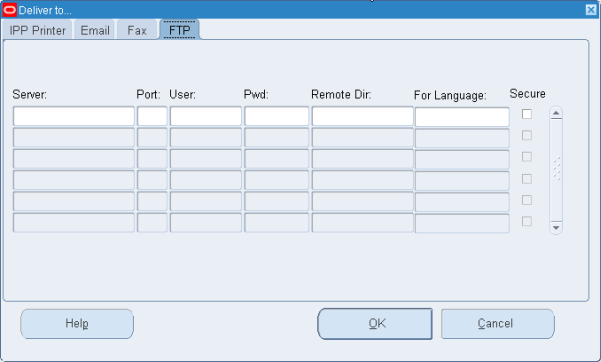 Deliver to...
IPP Printer Email Fax FTP
Server: Port: User: Pwd: Remote Dir: For Language: Secure
Help OK Cancel